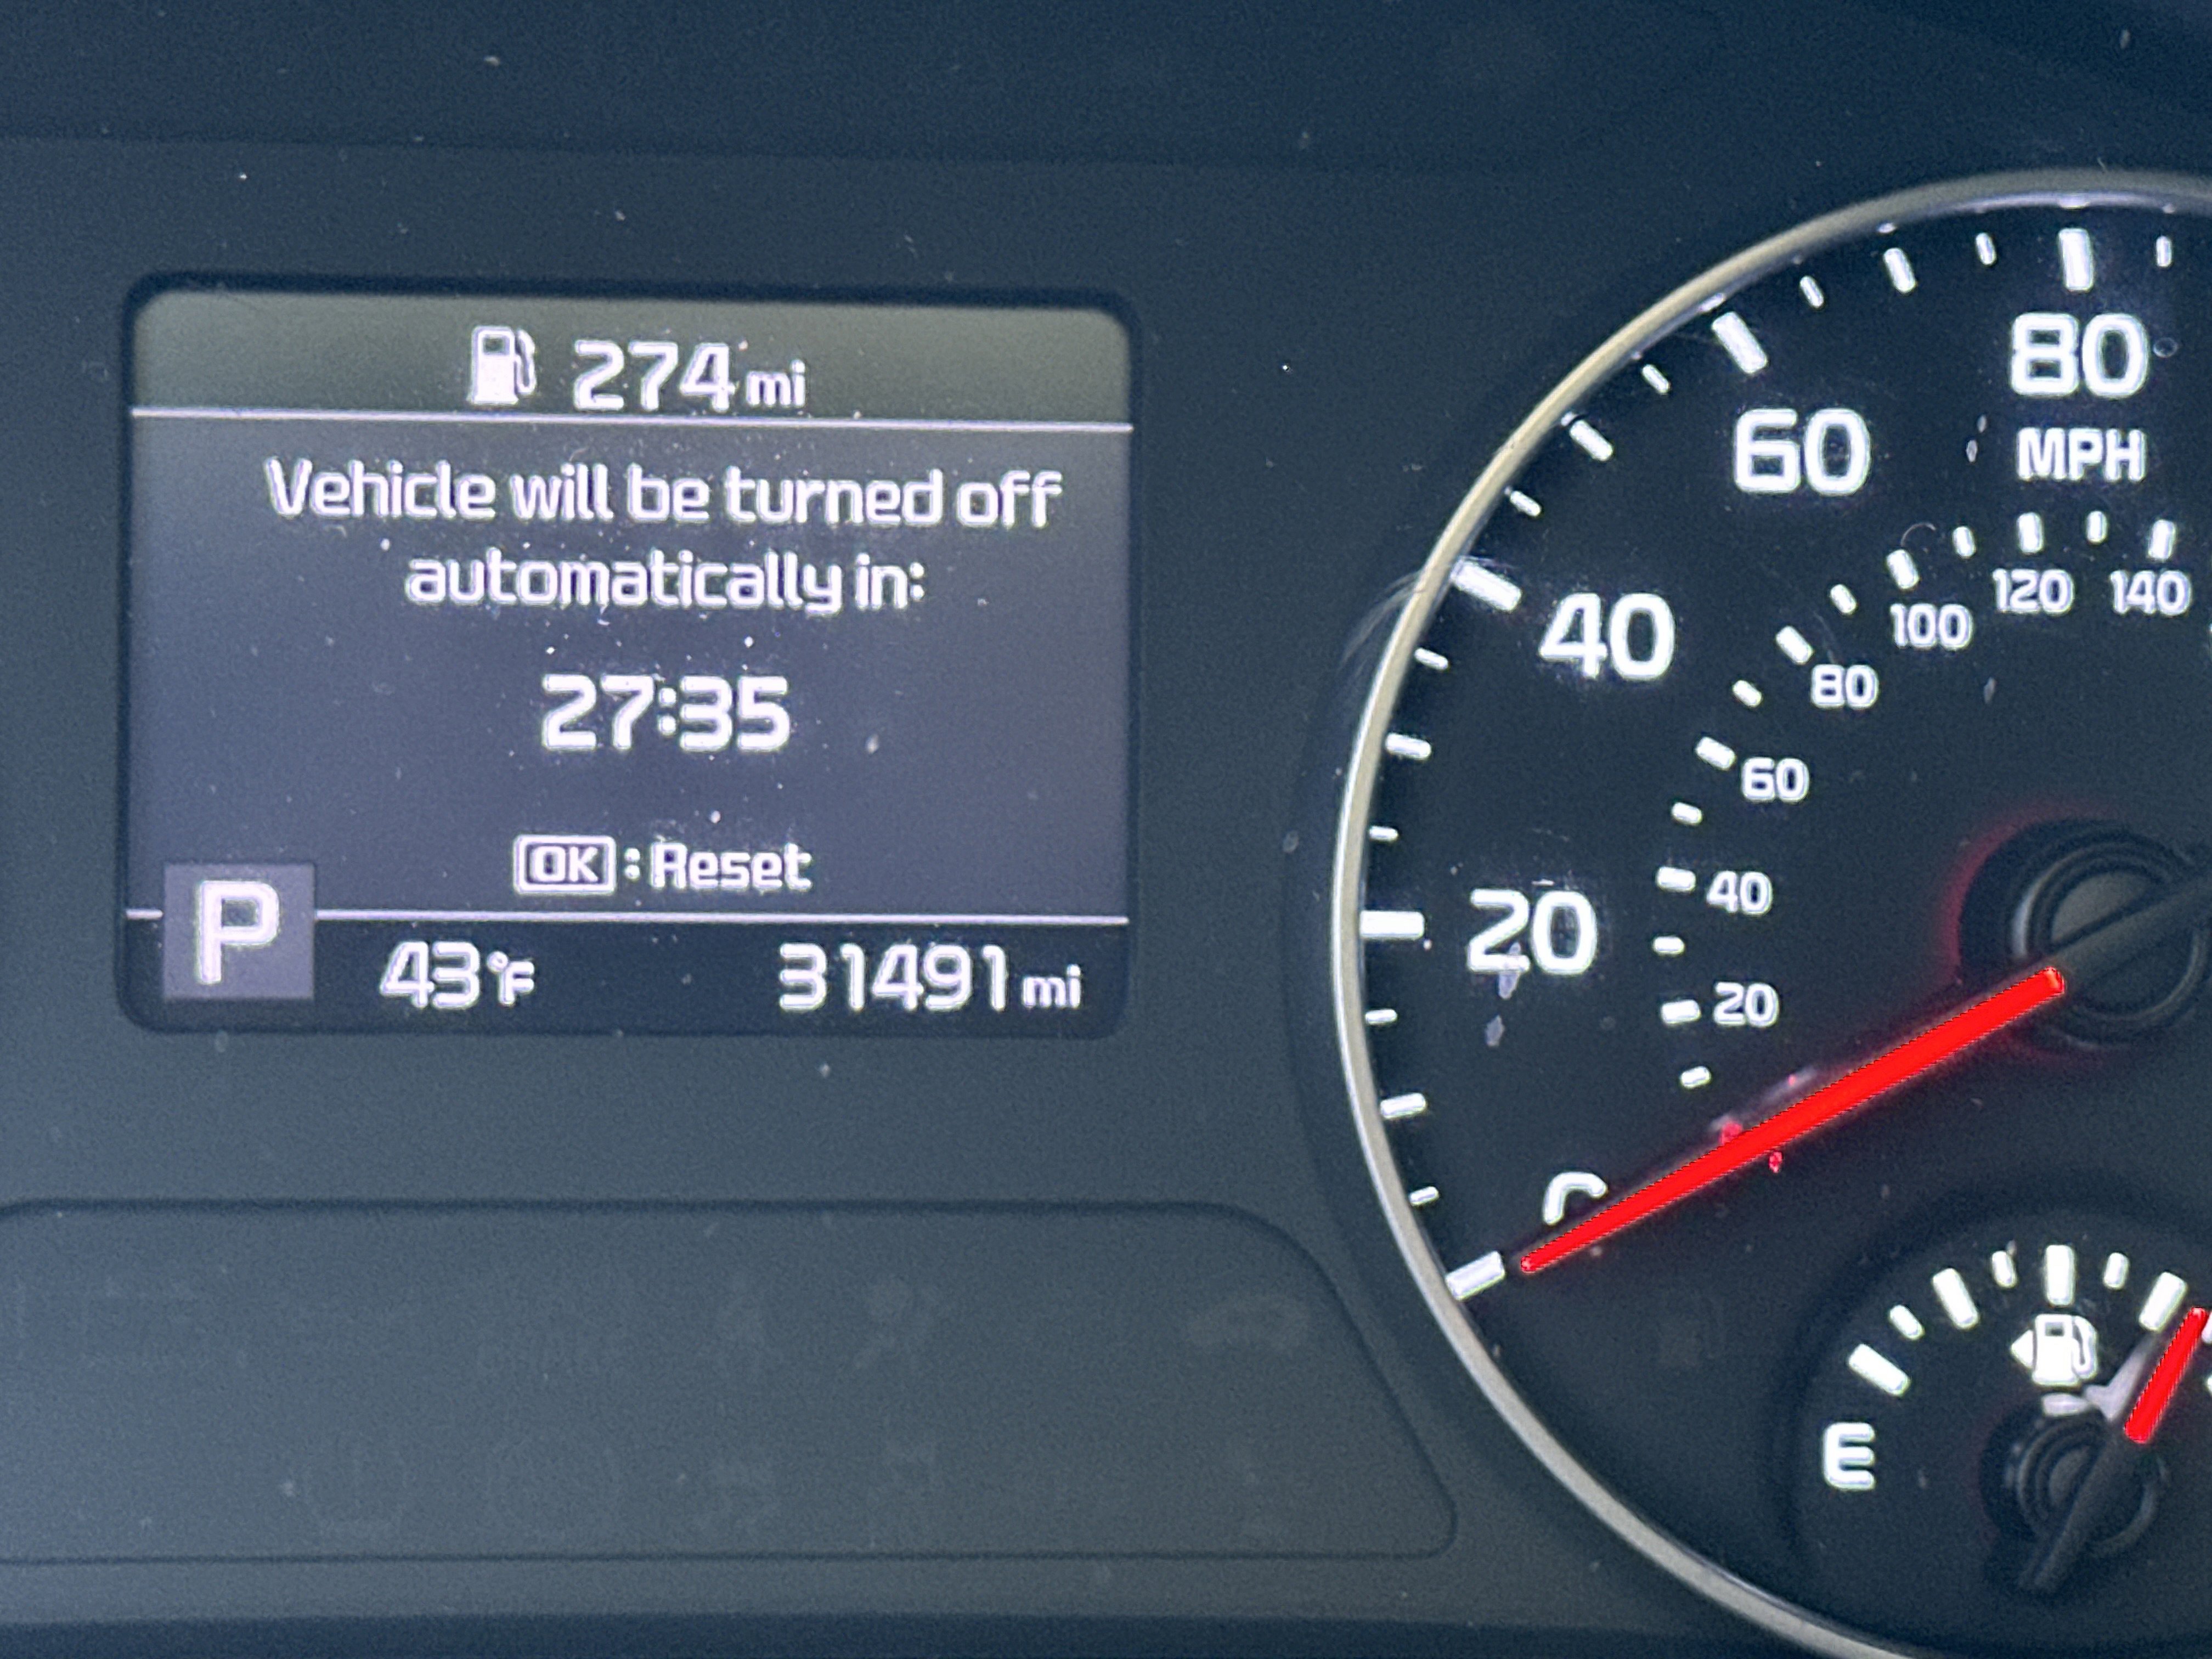 274 mi
Vehicle will be turned off
automatically in:
27:35
OK : Reset
P
43°F 31491 mi
80
MPH
60
40
20
140
120
100
80
60
40
20
E